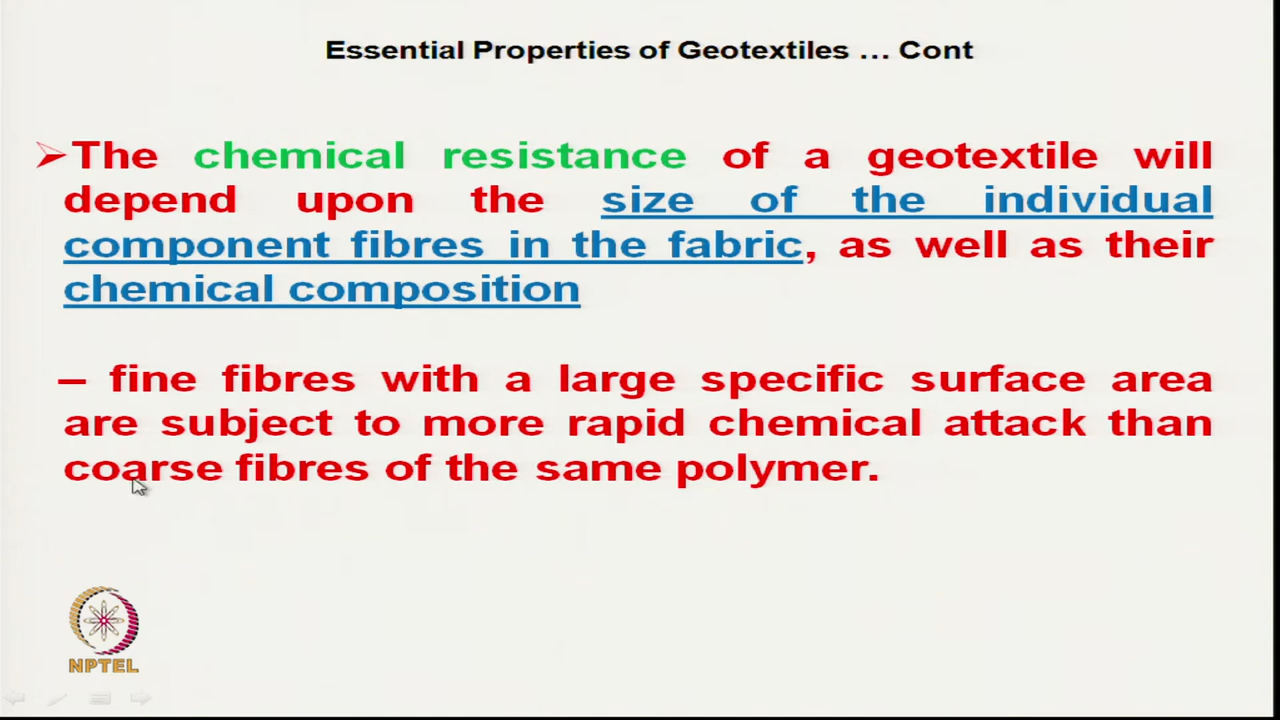 Essential Properties of Geotextiles … Cont
➢The chemical resistance of a geotextile will
depend upon the size of the individual
component fibres in the fabric, as well as their
chemical composition
– fine fibres with a large specific surface area
are subject to more rapid chemical attack than
coarse fibres of the same polymer.
NPTEL